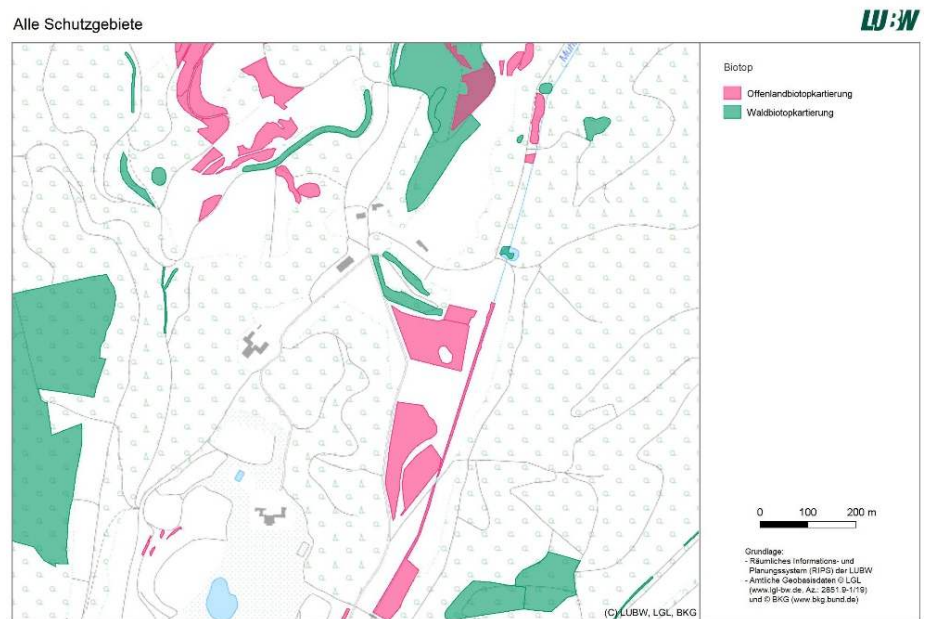 Alle Schutzgebiete
LUBW
Biotop
Offenlandbiotopkartierung
Waldbiotopkartierung
0 100 200 m
Grundlage:
- Räumliches Informations- und
Planungssystem (RIPS) der LUBW
- Amtliche Geobasisdaten © LGL
(www.lgl-bw.de, Az.: 2851.9-1/19)
und © BKG (www.bkg.bund.de)
(C) LUBW, LGL, BKG